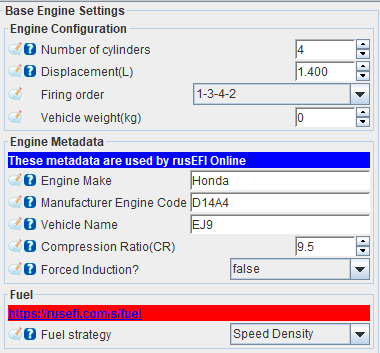 Base Engine Settings
Engine Configuration
Number of cylinders 4
Displacement(L) 1.400
Firing order 1-3-4-2
Vehicle weight(kg) 0
Engine Metadata
These metadata are used by rusEFI Online
Engine Make Honda
Manufacturer Engine Code D14A4
Vehicle Name EJ9
Compression Ratio(CR) 9.5
Forced Induction? false
Fuel
https://rusefi.com/s/fuel
Fuel strategy Speed Density